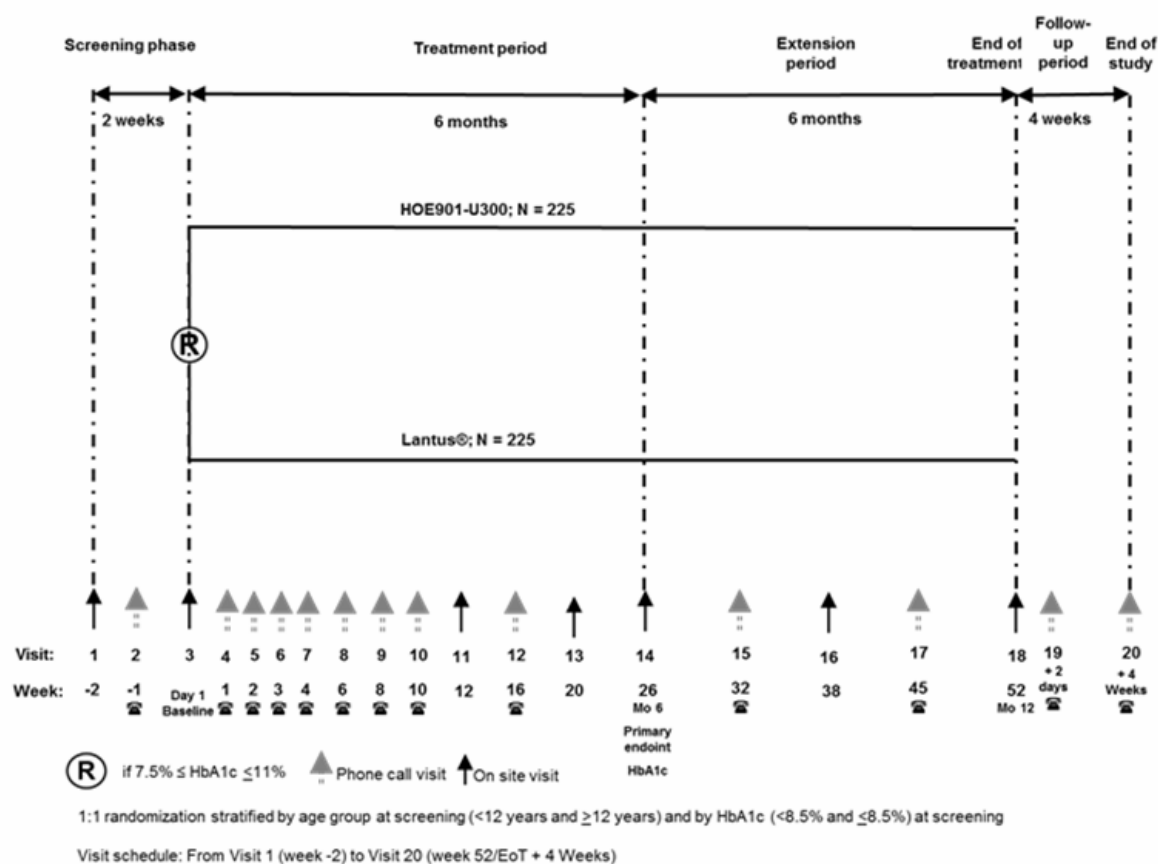 Screening phase
Treatment period
Extension
period
End of
treatment
Follow-
up
period
End of
study
2 weeks
6 months
6 months
4 weeks
HOE901-U300; N = 225
R
Lantus®; N = 225
Visit: 1 2 3 4 5 6 7 8 9 10 11 12 13 14 15 16 17 18 19 20
Week: -2 -1 Day 1 Baseline 1 2 3 4 6 8 10 12 16 20 26 32 38 45 52 + 2 days + 4 Weeks
Mo 6
Mo 12
Primary
endoint
HbA1c
R if 7.5% ≤ HbA1c ≤11% Phone call visit On site visit
1:1 randomization stratified by age group at screening (<12 years and ≥12 years) and by HbA1c (<8.5% and ≤8.5%) at screening
Visit schedule: From Visit 1 (week -2) to Visit 20 (week 52/EoT + 4 Weeks)